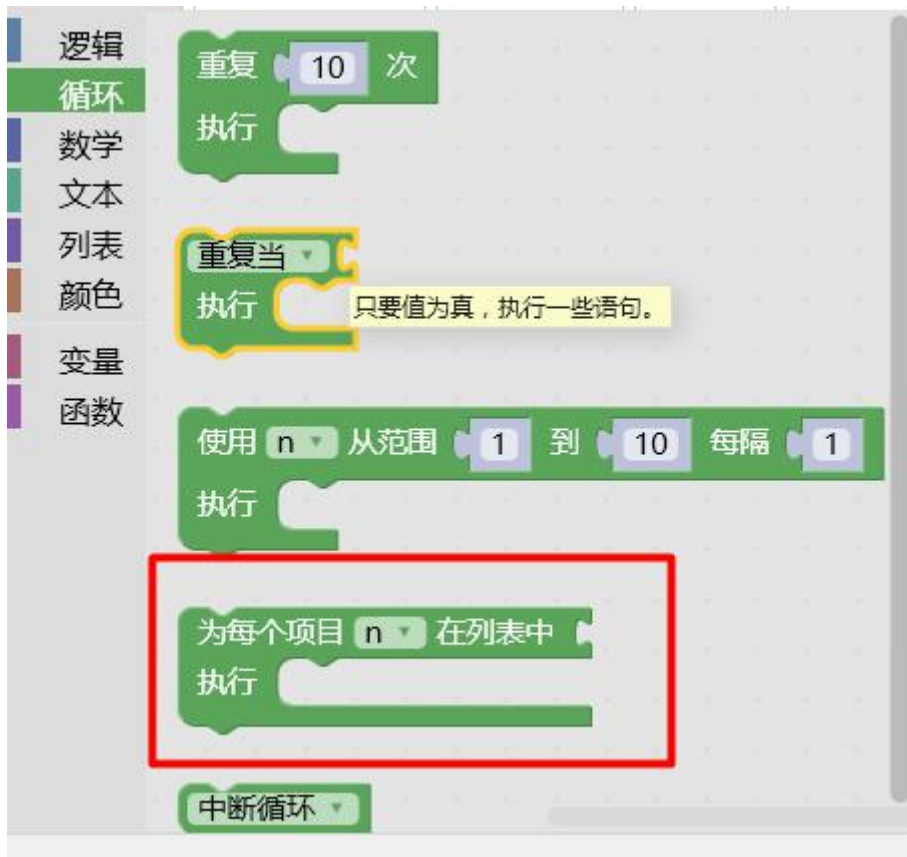 逻辑
循环
数学
文本
列表
颜色
变量
函数
重复 10 次
执行
重复当
执行
只要值为真，执行一些语句。
使用 n 从范围 1 到 10 每隔 1
执行
为每个项目 n 在列表中
执行
中断循环